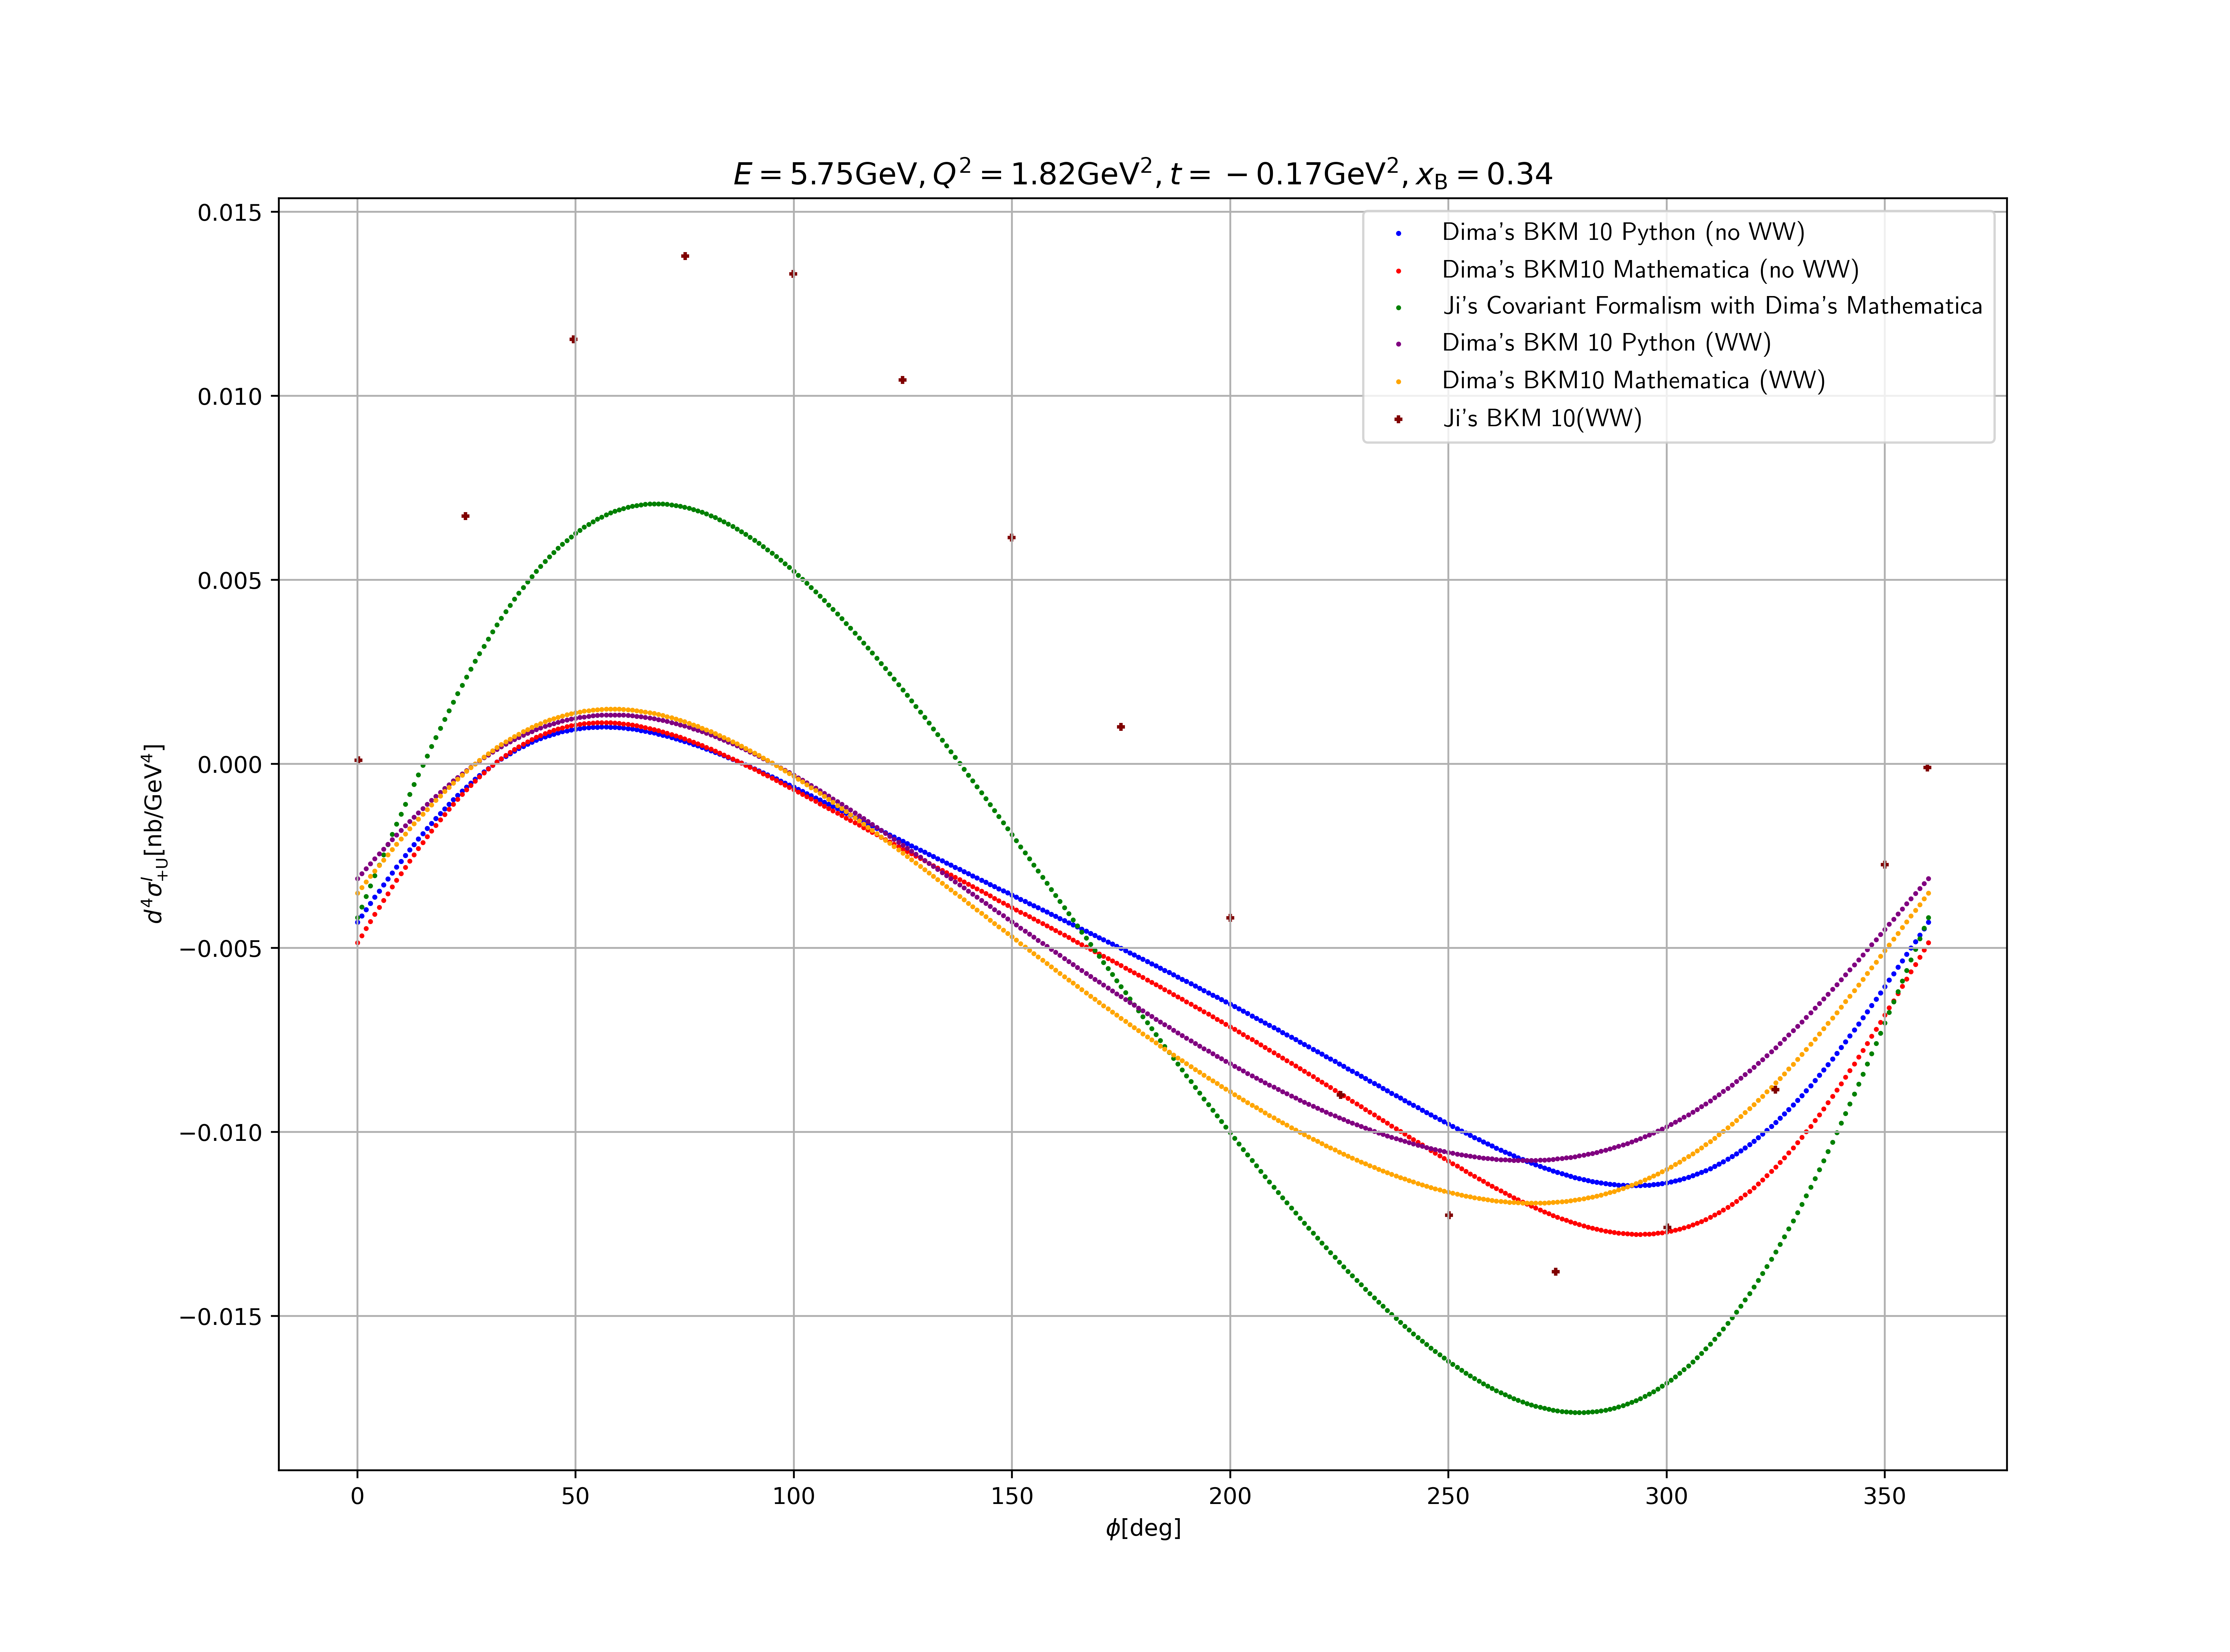 E = 5.75GeV, Q² = 1.82GeV², t = −0.17GeV², x_B = 0.34
0.015
0.010
0.005
0.000
−0.005
−0.010
−0.015
d⁴σ^I_{+U}[nb/GeV⁴]
Dima's BKM 10 Python (no WW)
Dima's BKM10 Mathematica (no WW)
Ji's Covariant Formalism with Dima's Mathematica
Dima's BKM 10 Python (WW)
Dima's BKM10 Mathematica (WW)
Ji's BKM 10(WW)
0 50 100 150 200 250 300 350
ϕ[deg]